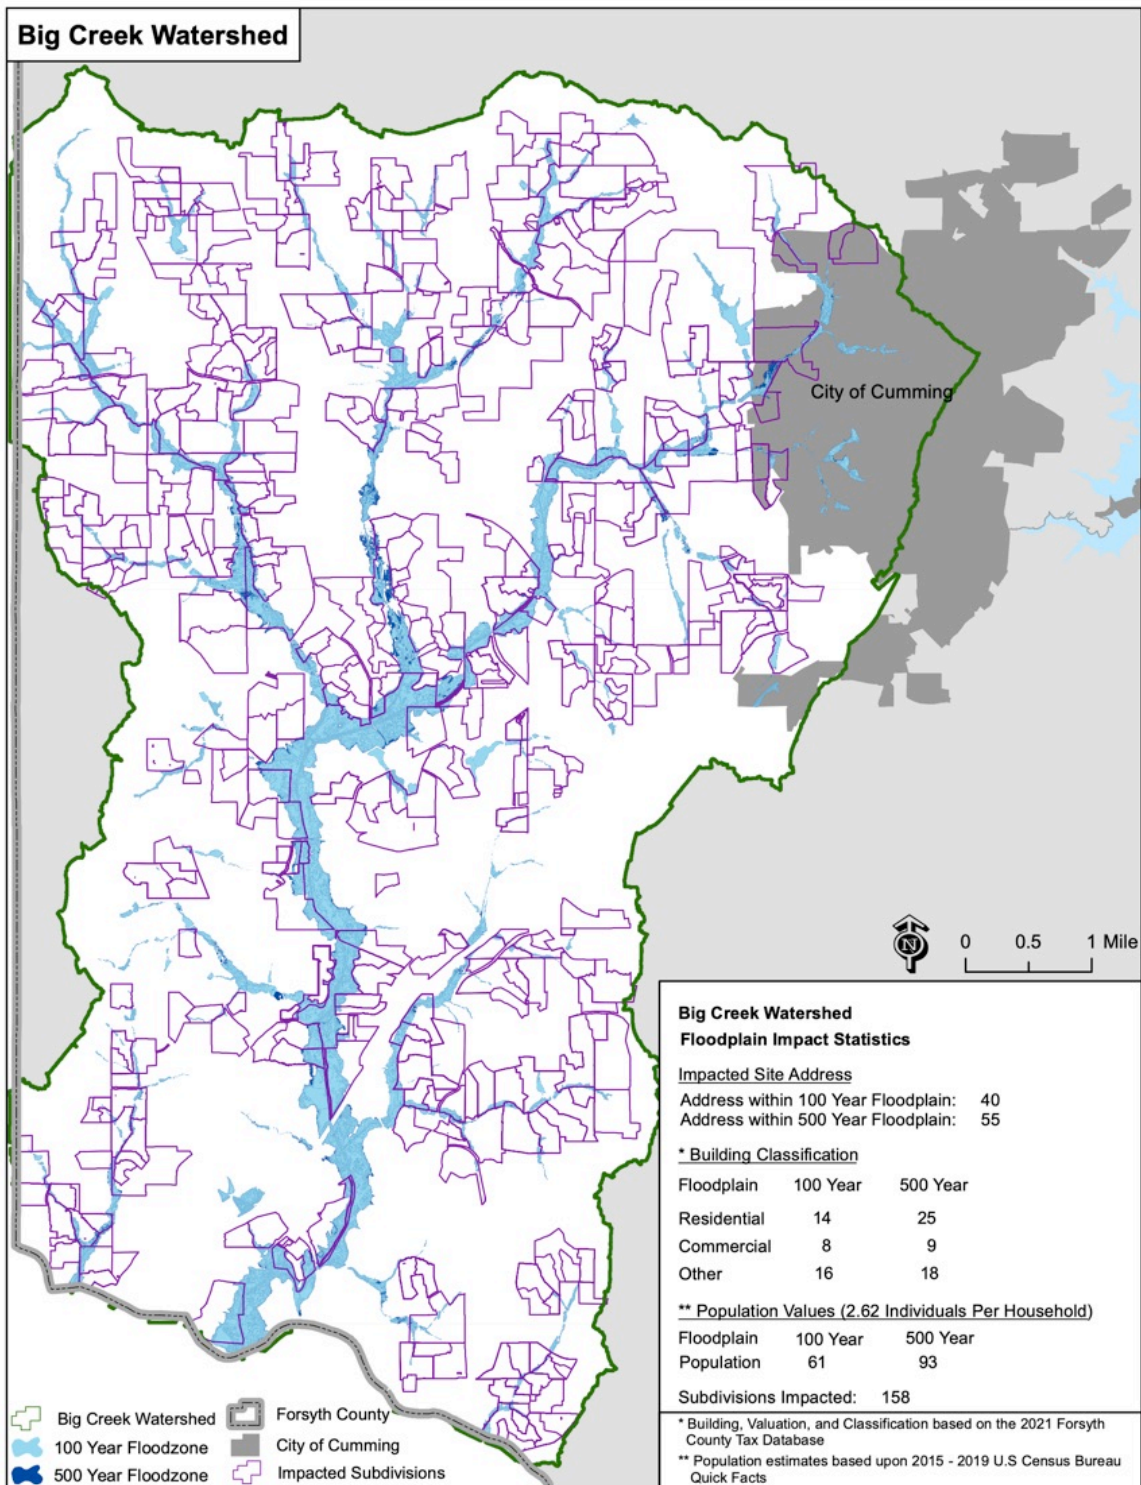 Big Creek Watershed
City of Cumming
N
0 0.5 1 Mile
Big Creek Watershed
Floodplain Impact Statistics
Impacted Site Address
Address within 100 Year Floodplain: 40
Address within 500 Year Floodplain: 55
* Building Classification
Floodplain 100 Year 500 Year
Residential 14 25
Commercial 8 9
Other 16 18
** Population Values (2.62 Individuals Per Household)
Floodplain 100 Year 500 Year
Population 61 93
Subdivisions Impacted: 158
* Building, Valuation, and Classification based on the 2021 Forsyth
County Tax Database
** Population estimates based upon 2015 - 2019 U.S Census Bureau
Quick Facts
Big Creek Watershed Forsyth County
100 Year Floodzone City of Cumming
500 Year Floodzone Impacted Subdivisions